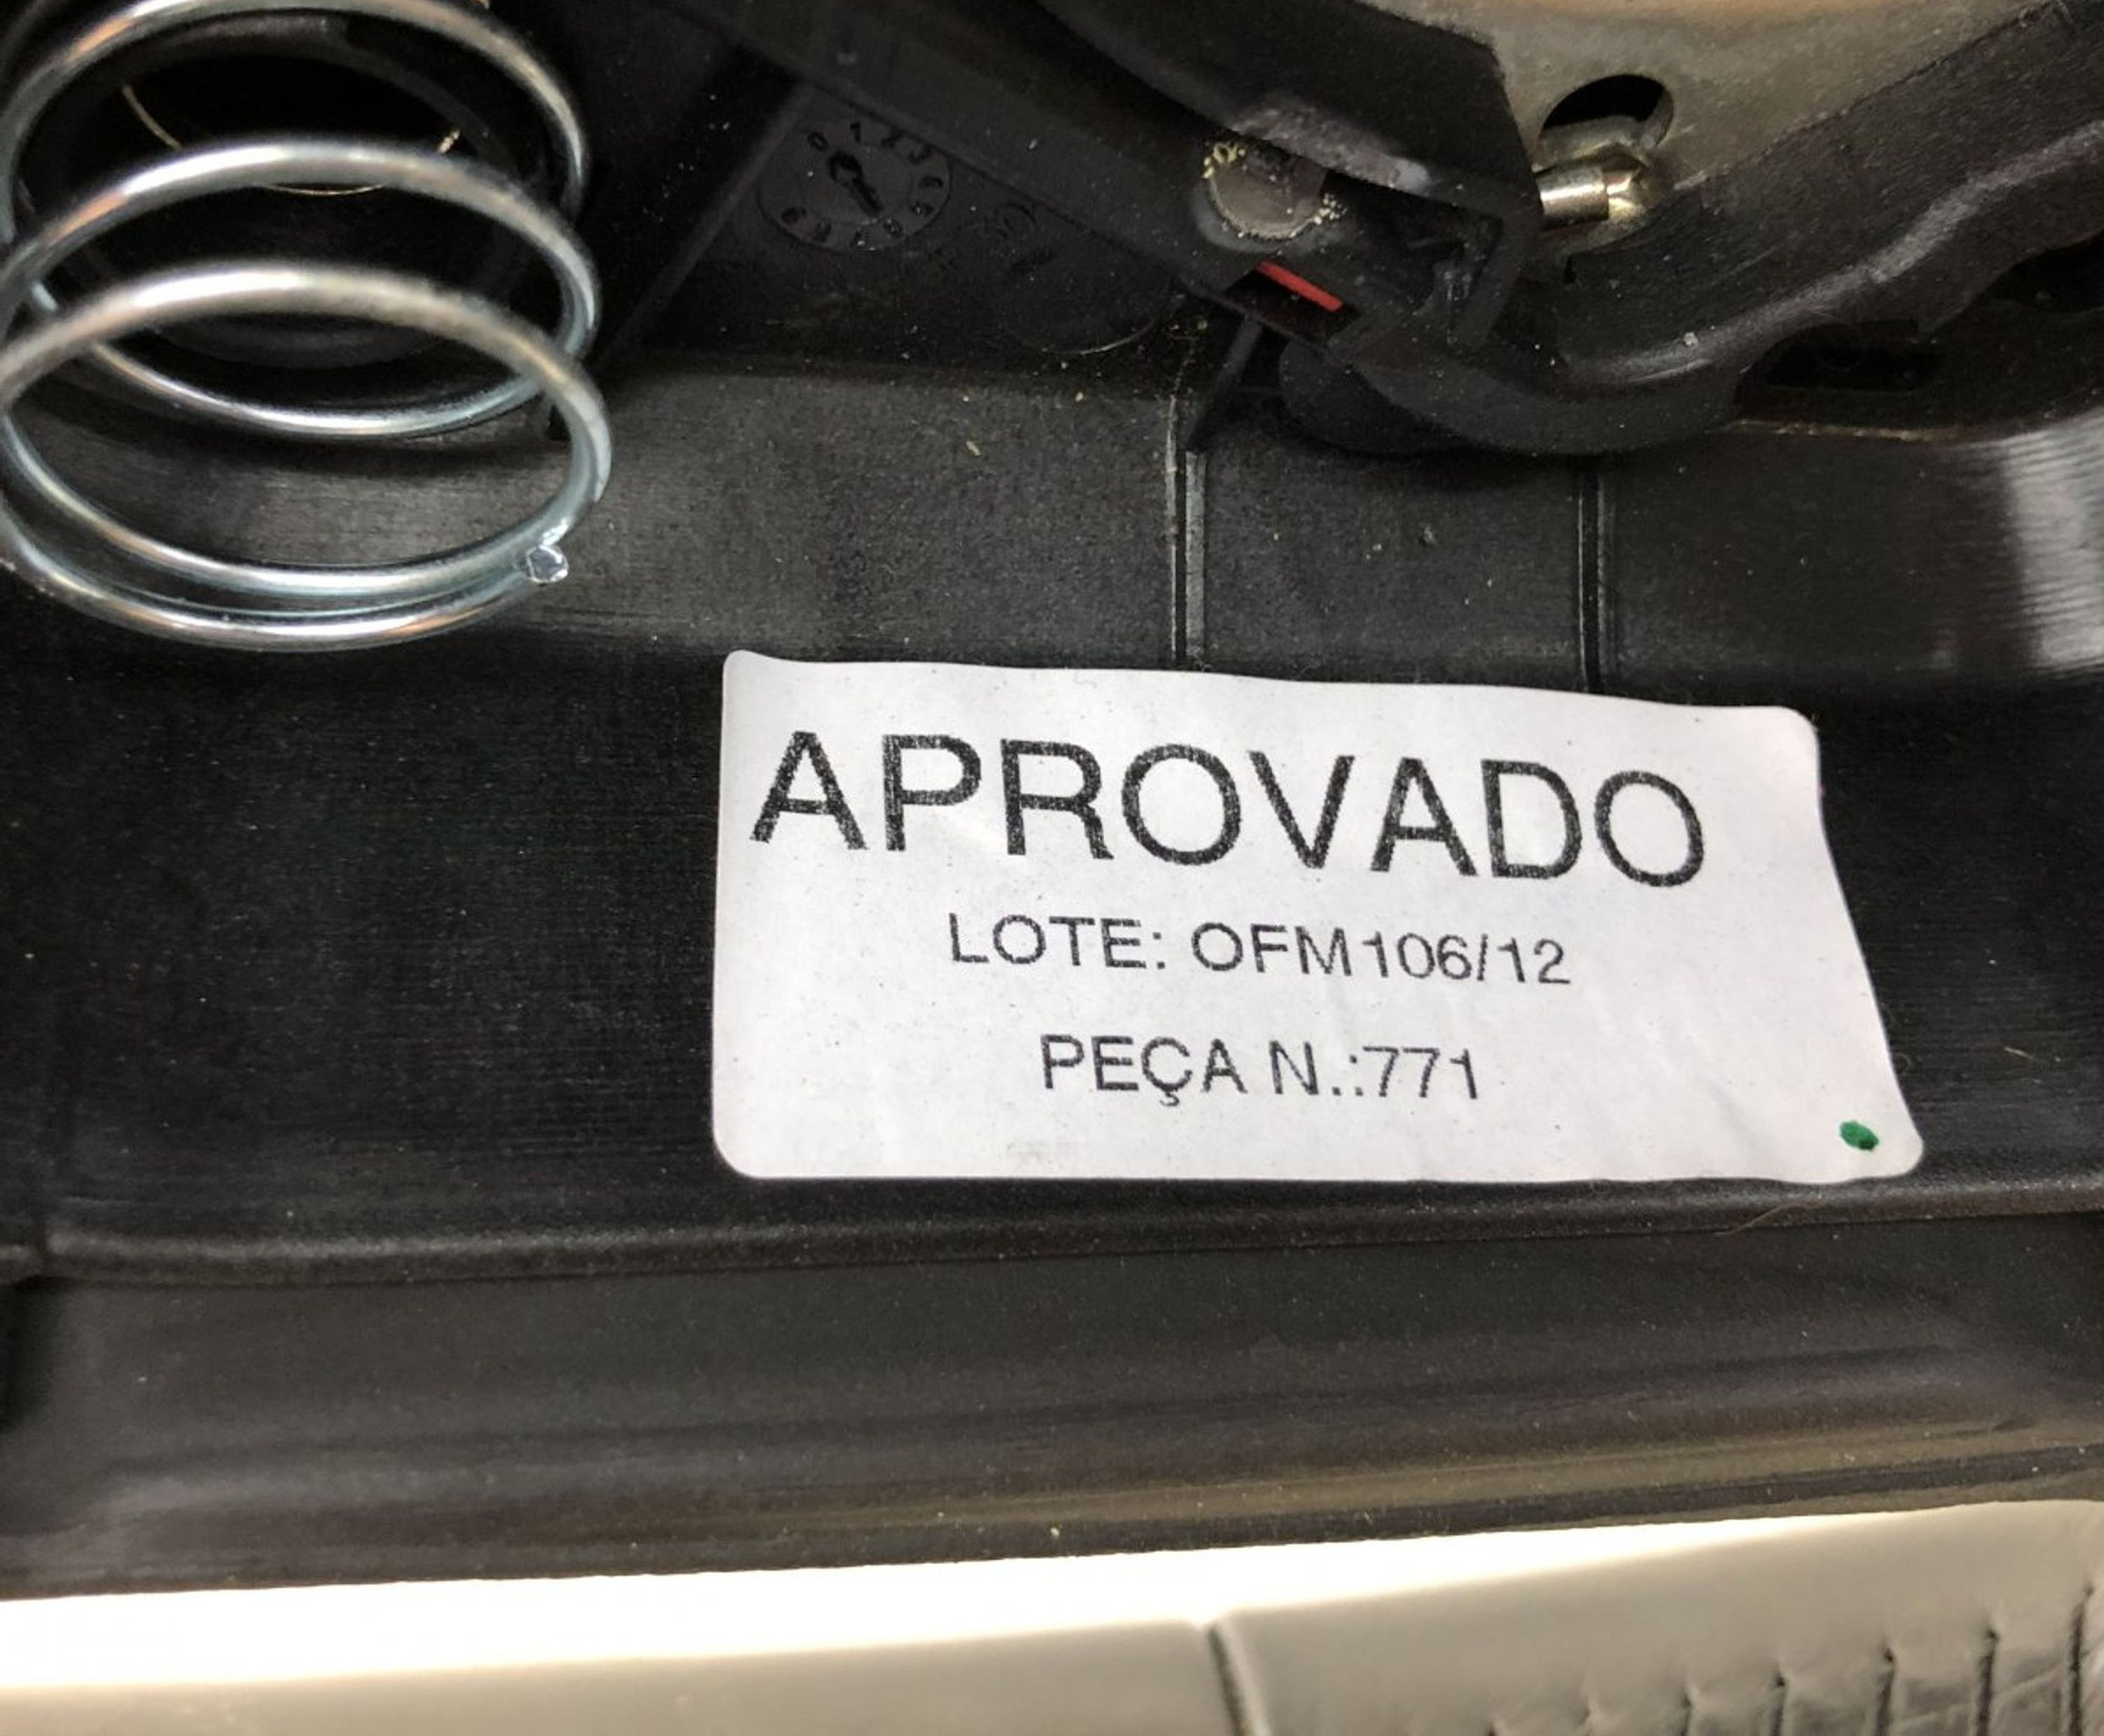 APROVADO
LOTE: OFM106/12
PEÇA N.:771